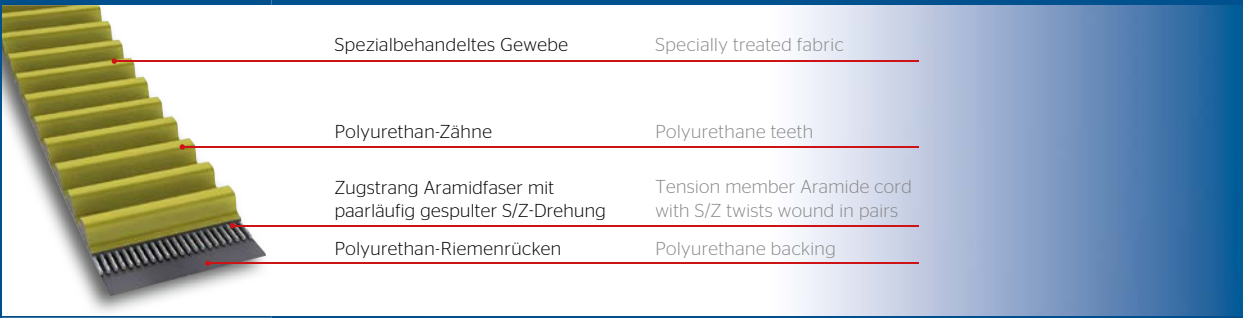 Spezialbehandeltes Gewebe
Specially treated fabric
Polyurethan-Zähne
Polyurethane teeth
Zugstrang Aramidfaser mit
paarläufig gespulter S/Z-Drehung
Tension member Aramide cord
with S/Z twists wound in pairs
Polyurethan-Riemenrücken
Polyurethane backing